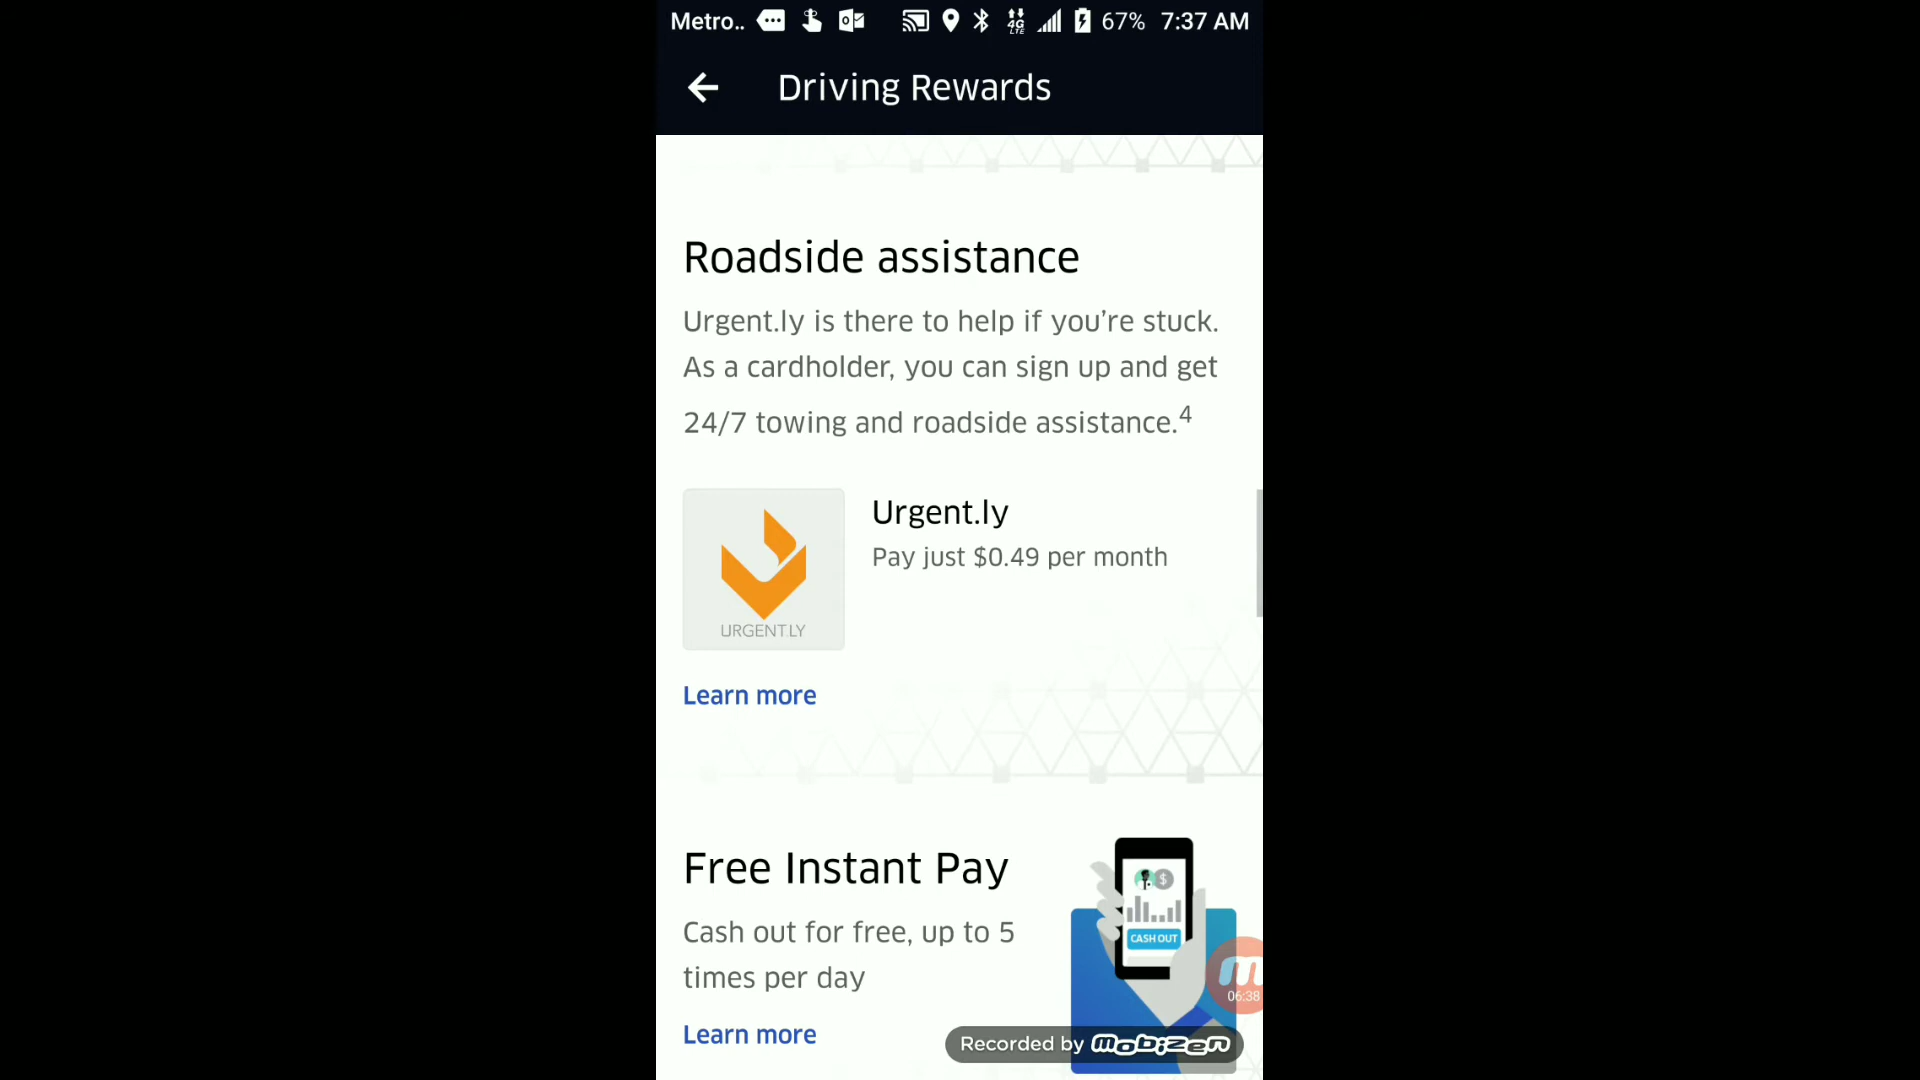 Metro.. 67% 7:37 AM
Driving Rewards
Roadside assistance
Urgent.ly is there to help if you’re stuck.
As a cardholder, you can sign up and get
24/7 towing and roadside assistance.4
Urgent.ly
Pay just $0.49 per month
URGENT.LY
Learn more
Free Instant Pay
Cash out for free, up to 5
times per day
Learn more
$
CASH OUT
06:38
Recorded by mobizen